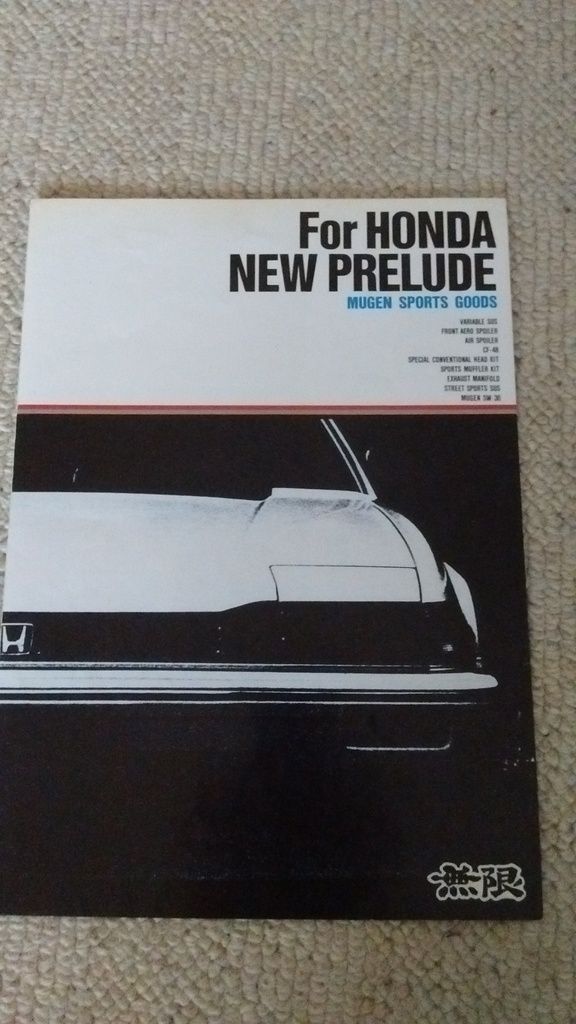 For HONDA
NEW PRELUDE
MUGEN SPORTS GOODS
VARIABLE SUS
FRONT AERO SPOILER
AIR SPOILER
CF-48
SPECIAL CONVENTIONAL HEAD KIT
SPORTS MUFFLER KIT
EXHAUST MANIFOLD
STREET SPORTS SUS
MUGEN SW-36
無限